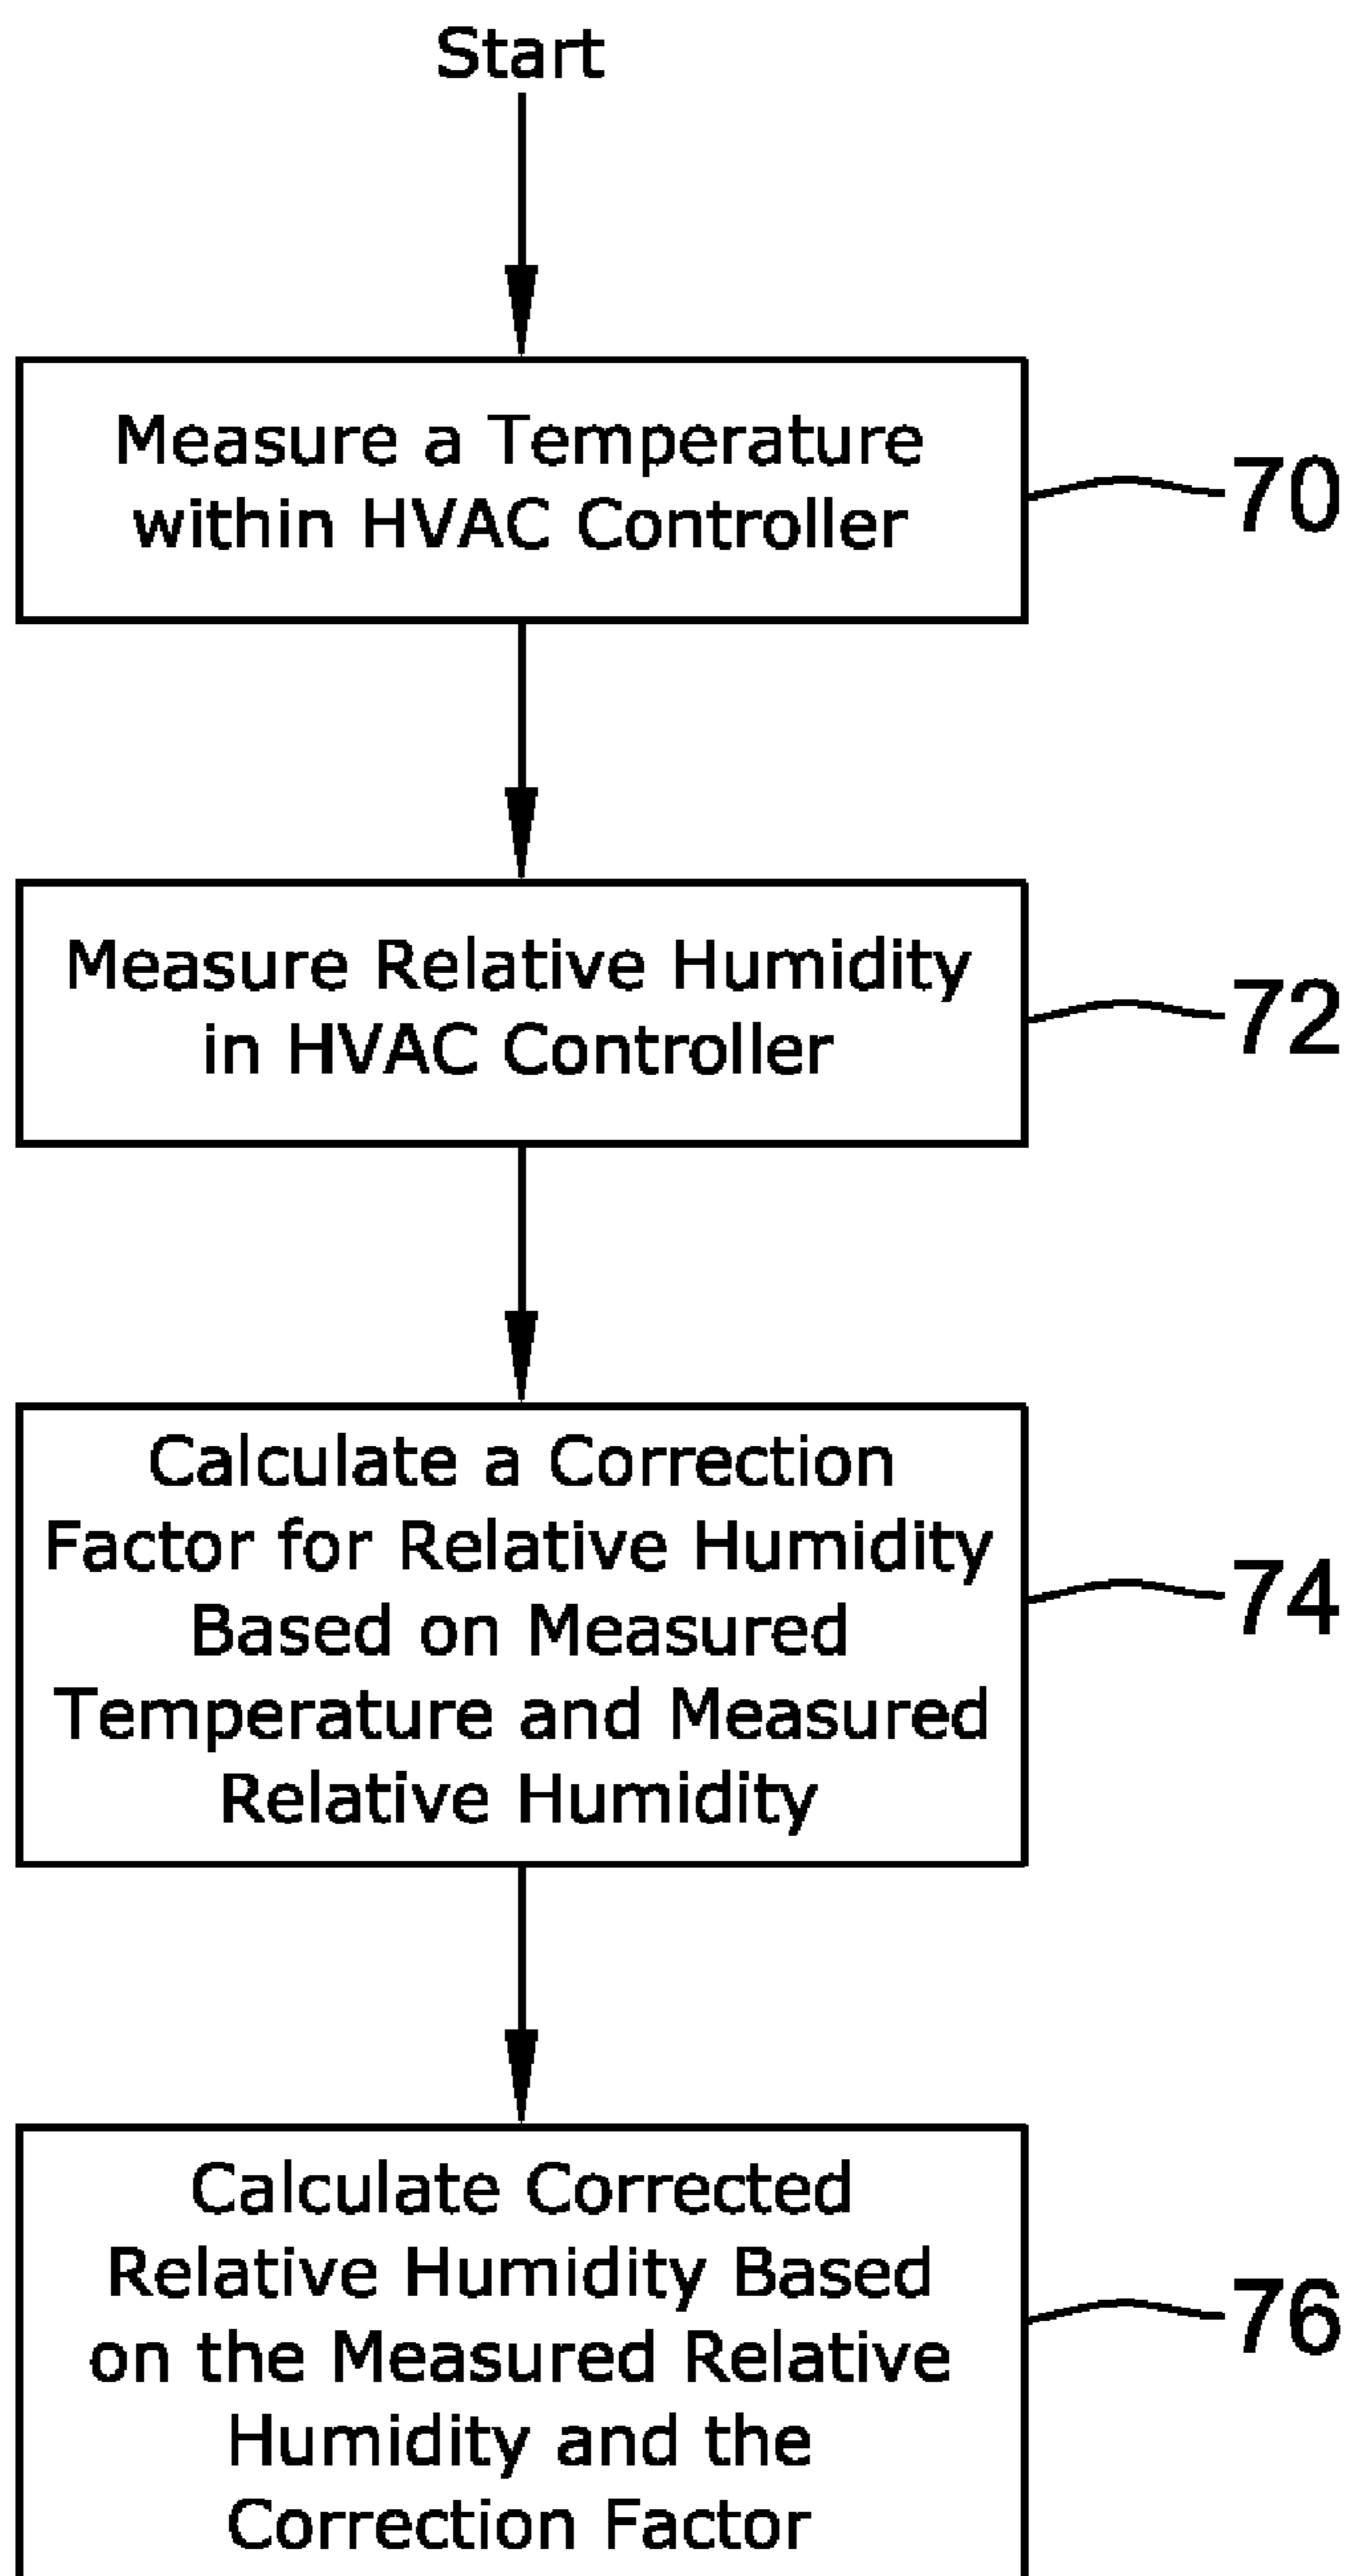 Start
Measure a Temperature
within HVAC Controller
70
Measure Relative Humidity
in HVAC Controller
72
Calculate a Correction
Factor for Relative Humidity
Based on Measured
Temperature and Measured
Relative Humidity
74
Calculate Corrected
Relative Humidity Based
on the Measured Relative
Humidity and the
Correction Factor
76